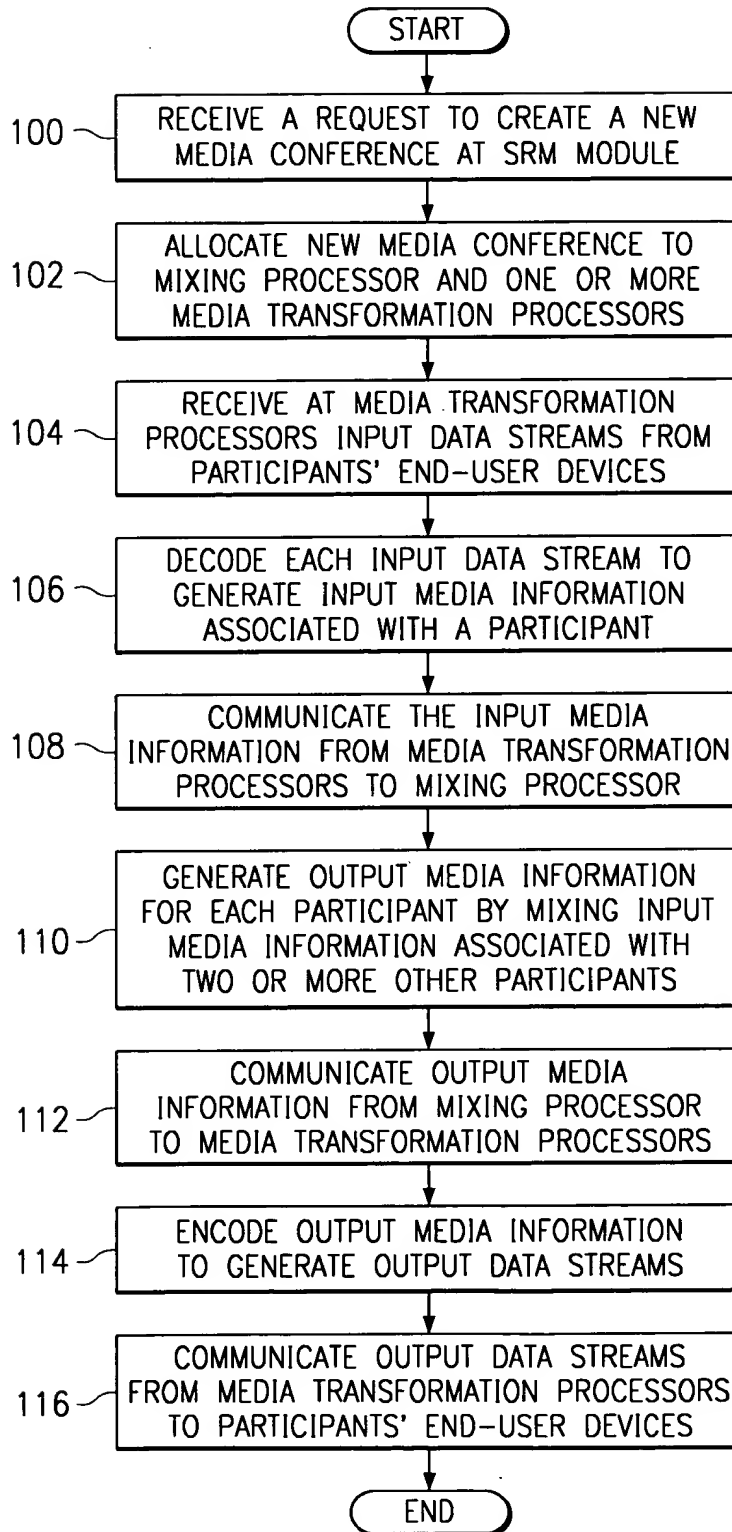 START
100
RECEIVE A REQUEST TO CREATE A NEW
MEDIA CONFERENCE AT SRM MODULE
102
ALLOCATE NEW MEDIA CONFERENCE TO
MIXING PROCESSOR AND ONE OR MORE
MEDIA TRANSFORMATION PROCESSORS
104
RECEIVE AT MEDIA TRANSFORMATION
PROCESSORS INPUT DATA STREAMS FROM
PARTICIPANTS' END-USER DEVICES
106
DECODE EACH INPUT DATA STREAM TO
GENERATE INPUT MEDIA INFORMATION
ASSOCIATED WITH A PARTICIPANT
108
COMMUNICATE THE INPUT MEDIA
INFORMATION FROM MEDIA TRANSFORMATION
PROCESSORS TO MIXING PROCESSOR
110
GENERATE OUTPUT MEDIA INFORMATION
FOR EACH PARTICIPANT BY MIXING INPUT
MEDIA INFORMATION ASSOCIATED WITH
TWO OR MORE OTHER PARTICIPANTS
112
COMMUNICATE OUTPUT MEDIA
INFORMATION FROM MIXING PROCESSOR
TO MEDIA TRANSFORMATION PROCESSORS
114
ENCODE OUTPUT MEDIA INFORMATION
TO GENERATE OUTPUT DATA STREAMS
116
COMMUNICATE OUTPUT DATA STREAMS
FROM MEDIA TRANSFORMATION PROCESSORS
TO PARTICIPANTS' END-USER DEVICES
END